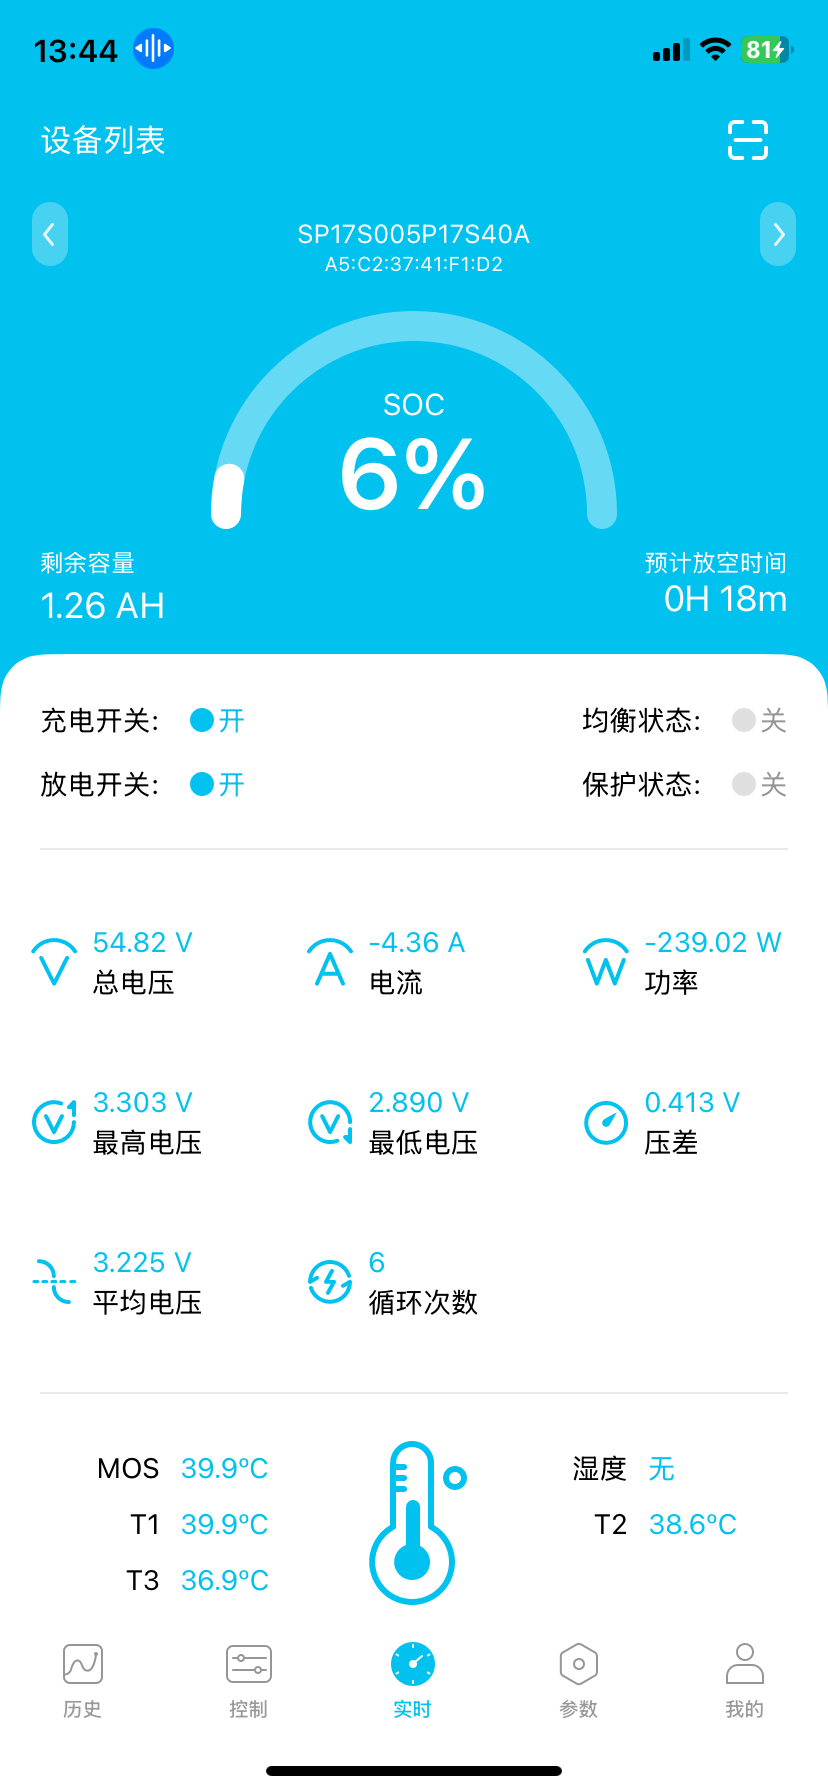 13:44
81
设备列表
SP17S005P17S40A
A5:C2:37:41:F1:D2
SOC
6%
剩余容量
预计放空时间
1.26 AH
0H 18m
充电开关: 开
均衡状态: 关
放电开关: 开
保护状态: 关
54.82 V
总电压
-4.36 A
电流
-239.02 W
功率
3.303 V
最高电压
2.890 V
最低电压
0.413 V
压差
3.225 V
平均电压
6
循环次数
MOS 39.9℃
湿度 无
T1 39.9℃
T2 38.6℃
T3 36.9℃
历史
控制
实时
参数
我的